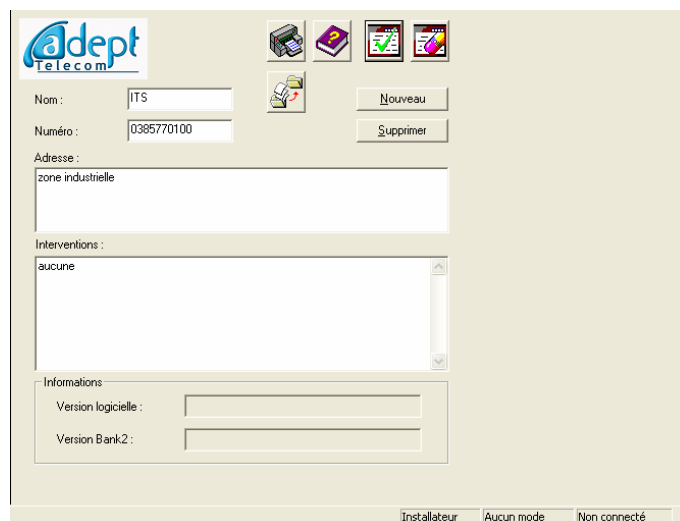 adept
Telecom
Nom :
ITS
Nouveau
Numéro :
0385770100
Supprimer
Adresse :
zone industrielle
Interventions :
aucune
Informations
Version logicielle :
Version Bank2 :
Installateur
Aucun mode
Non connecté